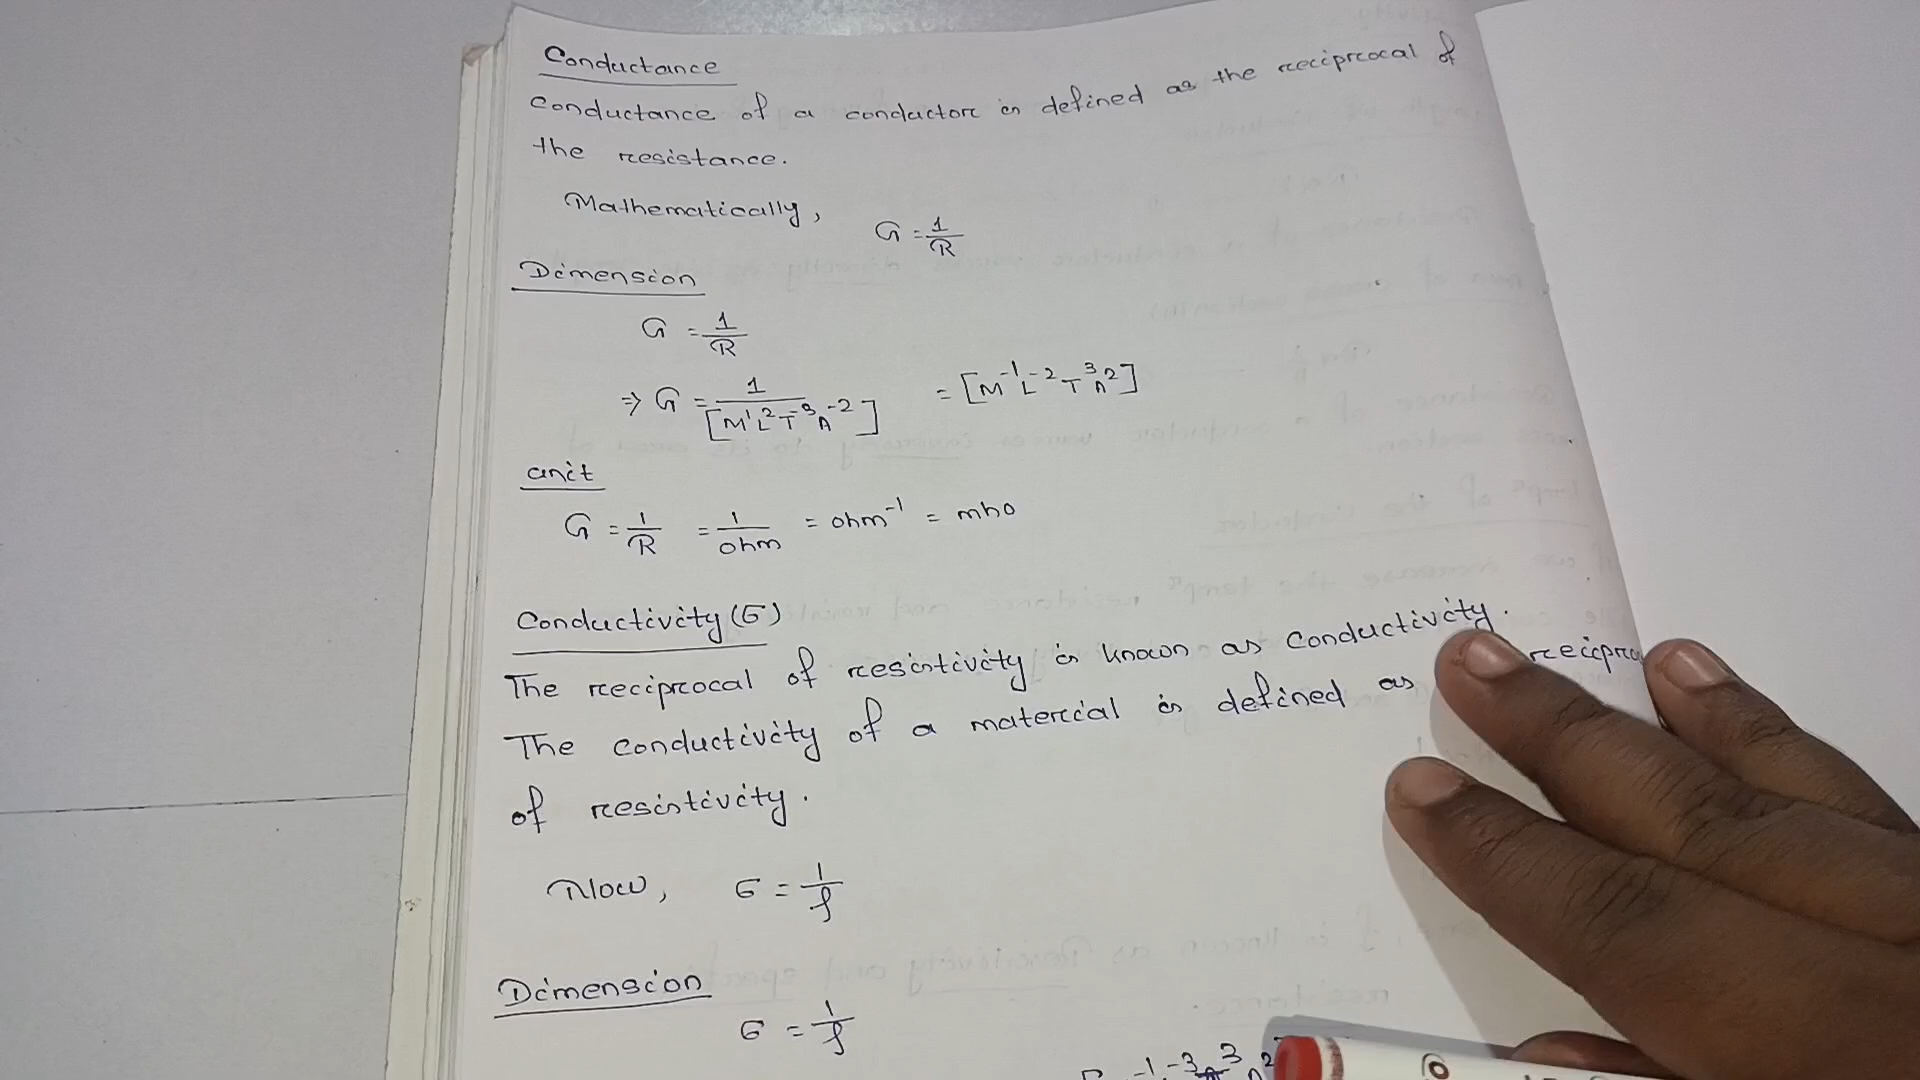 Conductance
Conductance of a conductor is defined as the reciprocal of
the resistance.
Mathematically, G = 1/R
Dimension
G = 1/R
⇒ G = 1/[M¹L²T⁻³A⁻²] = [M⁻¹L⁻²T³A²]
unit
G = 1/R = 1/ohm = ohm⁻¹ = mho
Conductivity (σ)
The reciprocal of resistivity is known as conductivity.
The conductivity of a material is defined as
of resistivity.
Now, σ = 1/ρ
Dimension
σ = 1/ρ